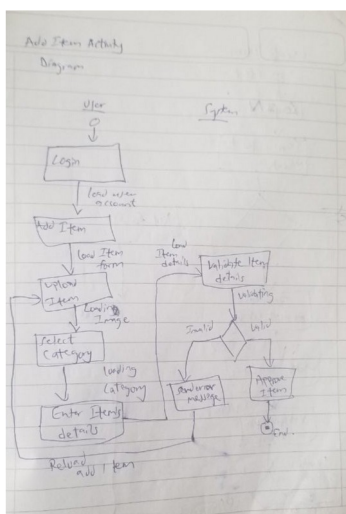 Add Item Activity
Diagram
User
System
Login
load user
account
Add Item
load Item
form
Upload
Item
Loading
Image
Select
Category
Loading
Category
Enter Item's
details
Load
Item
details
Validate Item
details
Validating
Invalid
Valid
Send error
message
Approve
Item
End.
Reload
add item